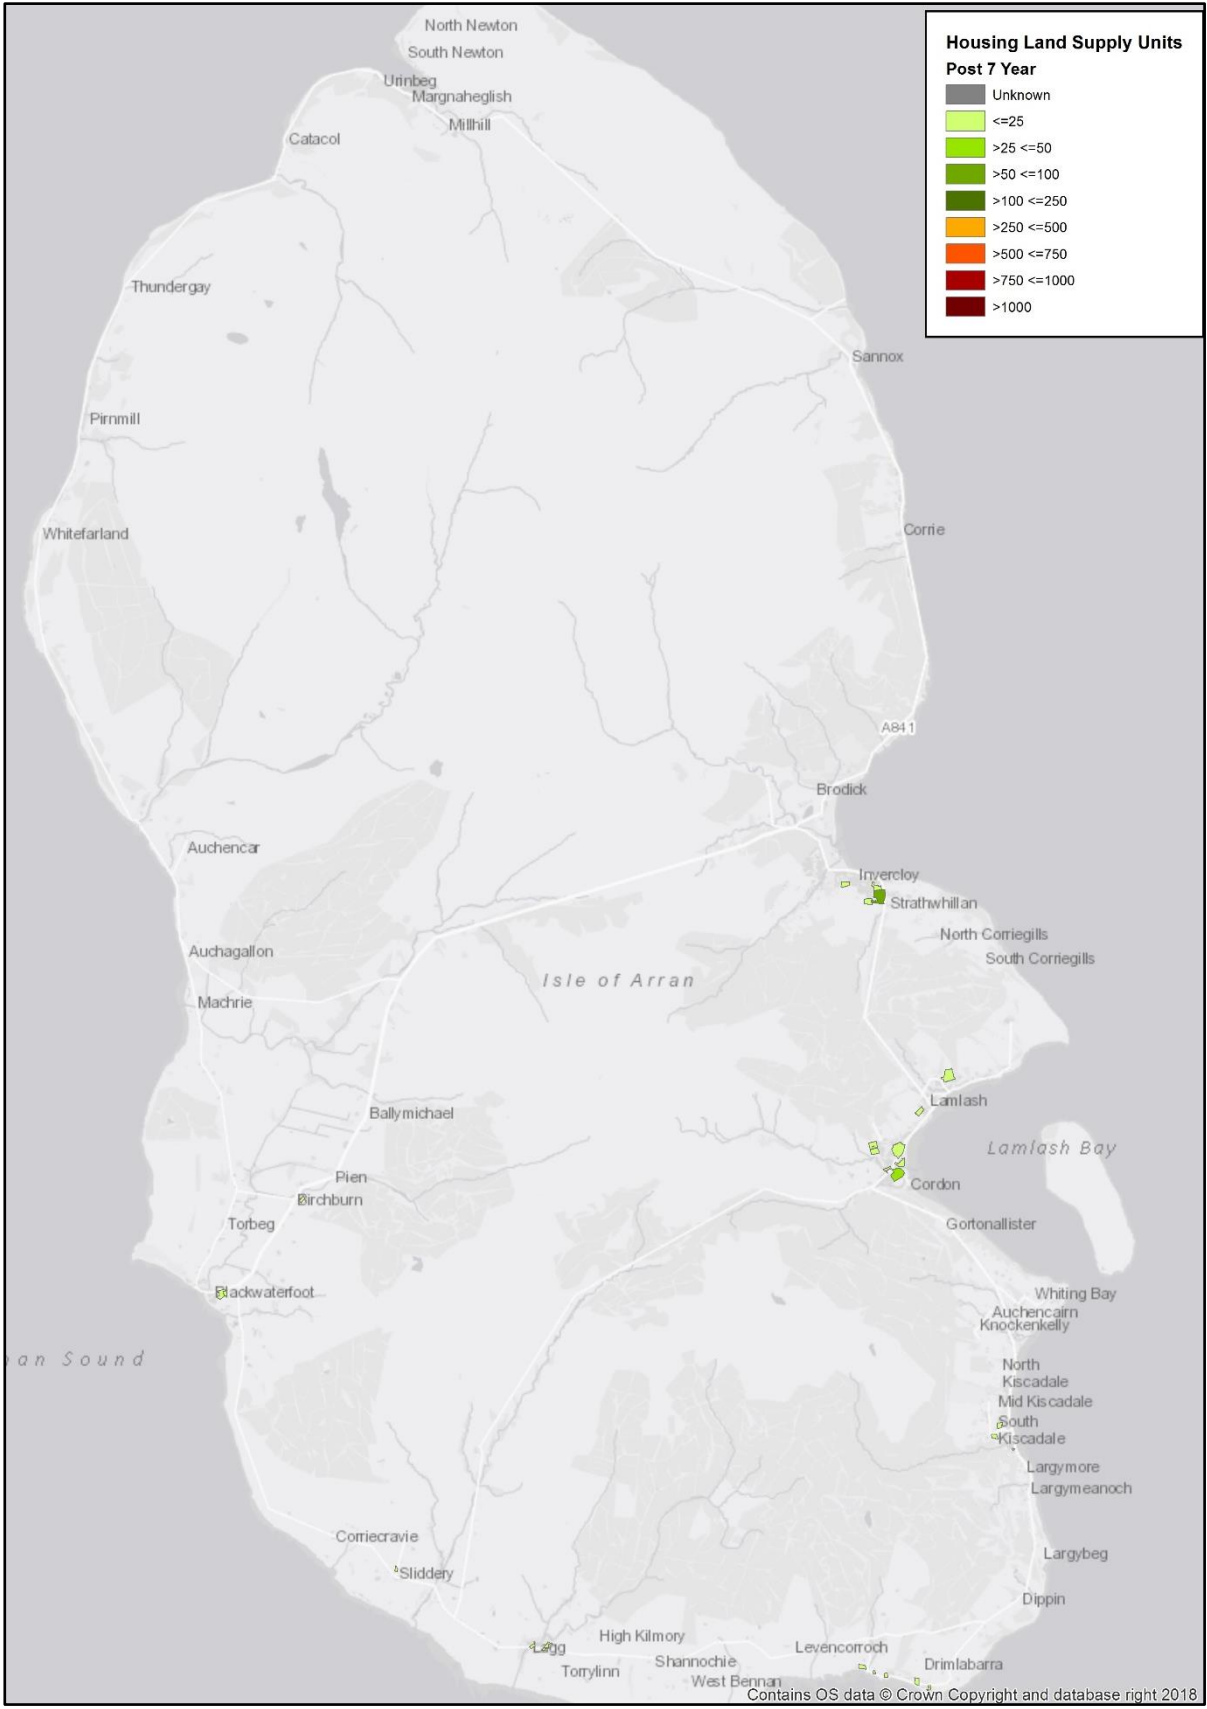 North Newton
South Newton
Urinbeg
Margnaheglish
Millhill
Catacol
Housing Land Supply Units
Post 7 Year
Unknown
<=25
>25 <=50
>50 <=100
>100 <=250
>250 <=500
>500 <=750
>750 <=1000
>1000
Thundergay
Sannox
Pirnmill
Whitefarland
Corrie
A841
Brodick
Auchencar
Invercloy
Strathwhillan
North Corriegills
South Corriegills
Auchagallon
Isle of Arran
Machrie
Lamlash
Ballymichael
Lamlash Bay
Pien
Birchburn
Cordon
Torbeg
Gortonallister
Blackwaterfoot
Whiting Bay
Auchencairn
Knockenkelly
an Sound
North
Kiscadale
Mid Kiscadale
South
Kiscadale
Largymore
Largymeanoch
Corriecravie
Largybeg
Sliddery
Dippin
High Kilmory
Lagg
Levencorroch
Shannochie
Drimlabarra
Torrylinn
West Bennan
Contains OS data © Crown Copyright and database right 2018